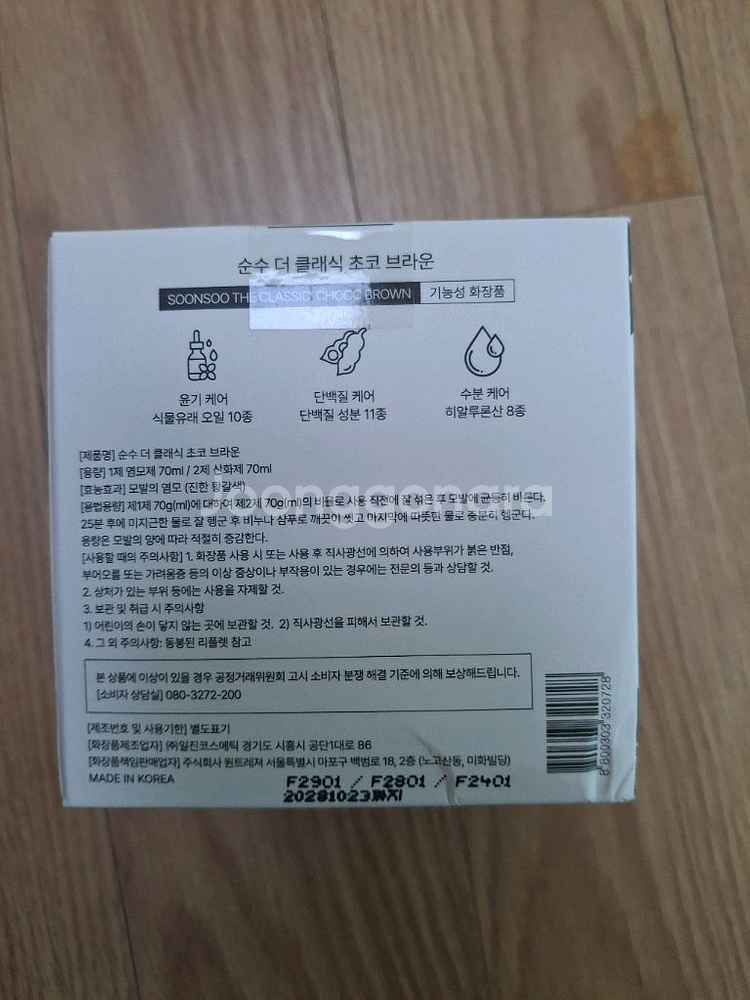 순수 더 클래식 초코 브라운
SOONSOO THE CLASSIC CHOCO BROWN 기능성 화장품
윤기 케어 단백질 케어 수분 케어
식물유래 오일 10종 단백질 성분 11종 히알루론산 8종
[제품명] 순수 더 클래식 초코 브라운
[용량] 1제 염모제 70ml / 2제 산화제 70ml
[효능효과] 모발의 염모 (진한 황갈색)
[용법용량] 제1제 70g(ml)에 대하여 제2제 70g(ml)의 비율로 사용 직전에 잘 섞은 후 모발에 균등히 바른다.
Joonggongnara
25분 후에 미지근한 물로 잘 헹군 후 비누나 샴푸로 깨끗이 씻고 마지막에 따뜻한 물로 충분히 헹군다.
용량은 모발의 양에 따라 적절히 증감한다.
[사용할 때의 주의사항] 1. 화장품 사용 시 또는 사용 후 직사광선에 의하여 사용부위가 붉은 반점,
부어오름 또는 가려움증 등의 이상 증상이나 부작용이 있는 경우에는 전문의 등과 상담할 것.
2. 상처가 있는 부위 등에는 사용을 자제할 것.
3. 보관 및 취급 시 주의사항
1) 어린이의 손이 닿지 않는 곳에 보관할 것. 2) 직사광선을 피해서 보관할 것.
4. 그 외 주의사항: 동봉된 리플렛 참고
본 상품에 이상이 있을 경우 공정거래위원회 고시 소비자 분쟁 해결 기준에 의해 보상해드립니다.
[소비자 상담실] 080-3272-200
[제조번호 및 사용기한] 별도표기
[화장품제조업자] ㈜일진코스메틱 경기도 시흥시 공단1대로 86
[화장품책임판매업자] 주식회사 원트레져 서울특별시 마포구 백범로 18, 2층 (노고산동, 미화빌딩)
MADE IN KOREA
F2901 / F2801 / F2401
20281023까지
8 800303 320728